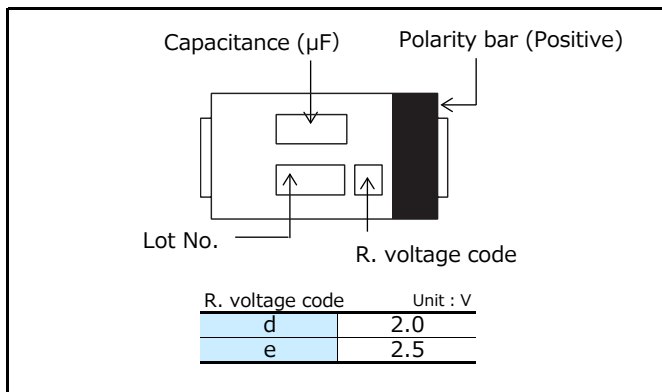 Capacitance (µF) Polarity bar (Positive)
Lot No.
R. voltage code
R. voltage code Unit : V
d 2.0
e 2.5